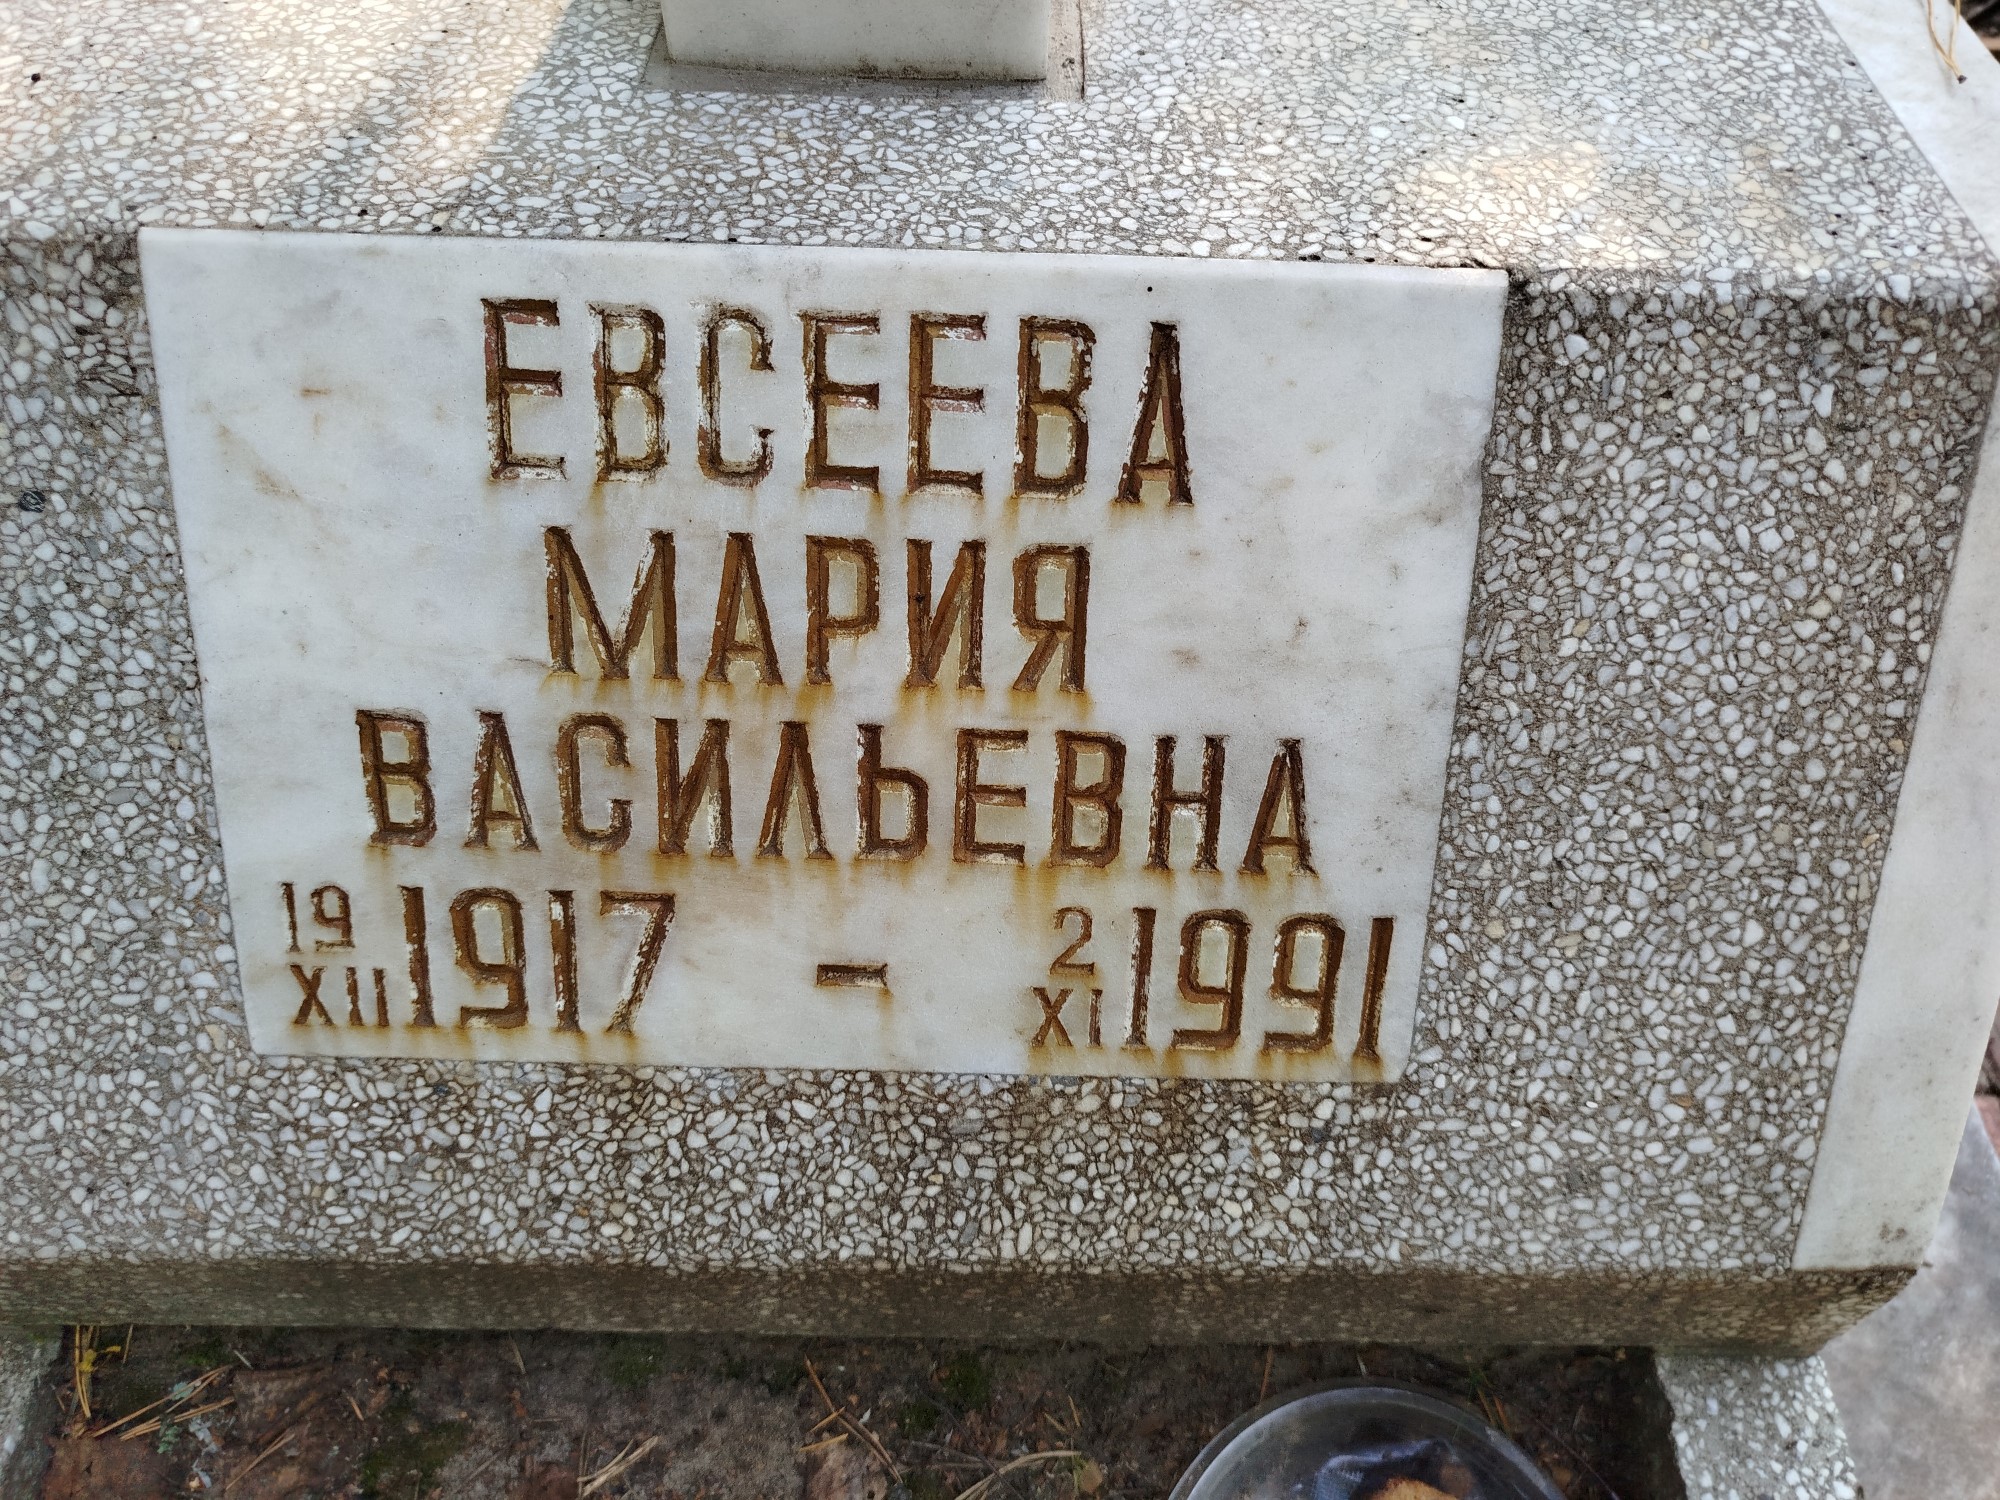 ЕВСЕЕВА
МАРИЯ
ВАСИЛЬЕВНА
19 XII 1917 - 2 XI 1991